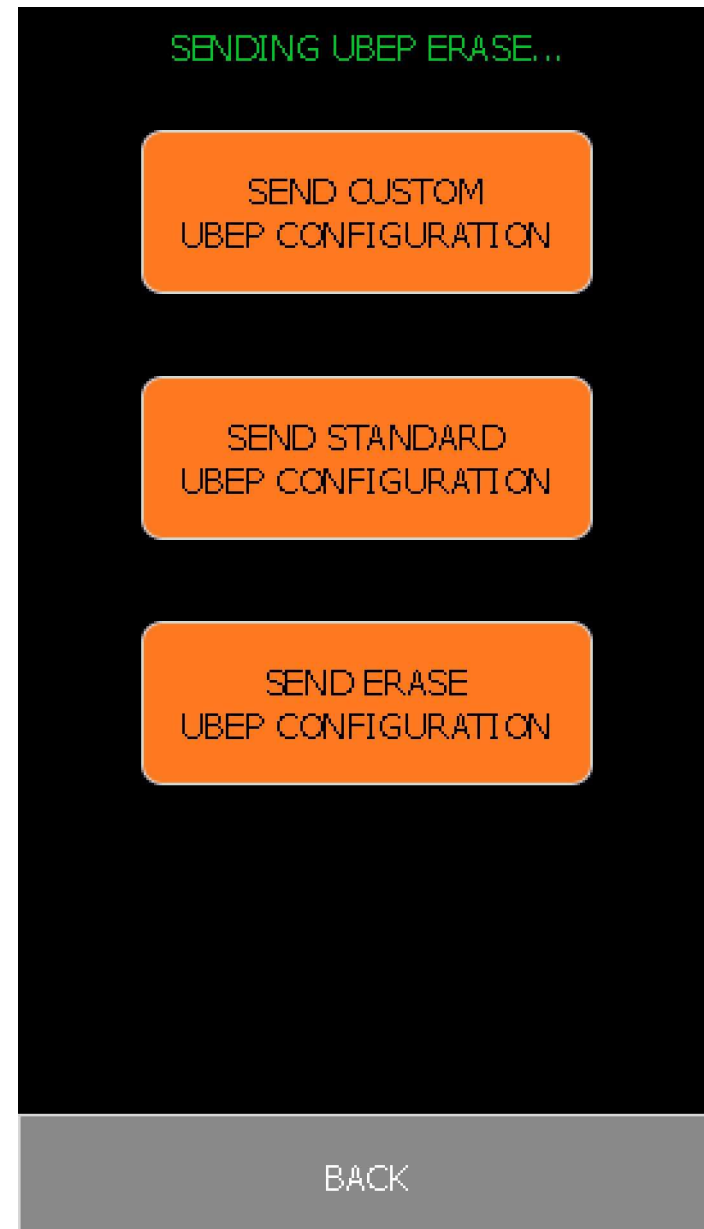 SENDING UBEP ERASE...
SEND CUSTOM
UBEP CONFIGURATION
SEND STANDARD
UBEP CONFIGURATION
SEND ERASE
UBEP CONFIGURATION
BACK